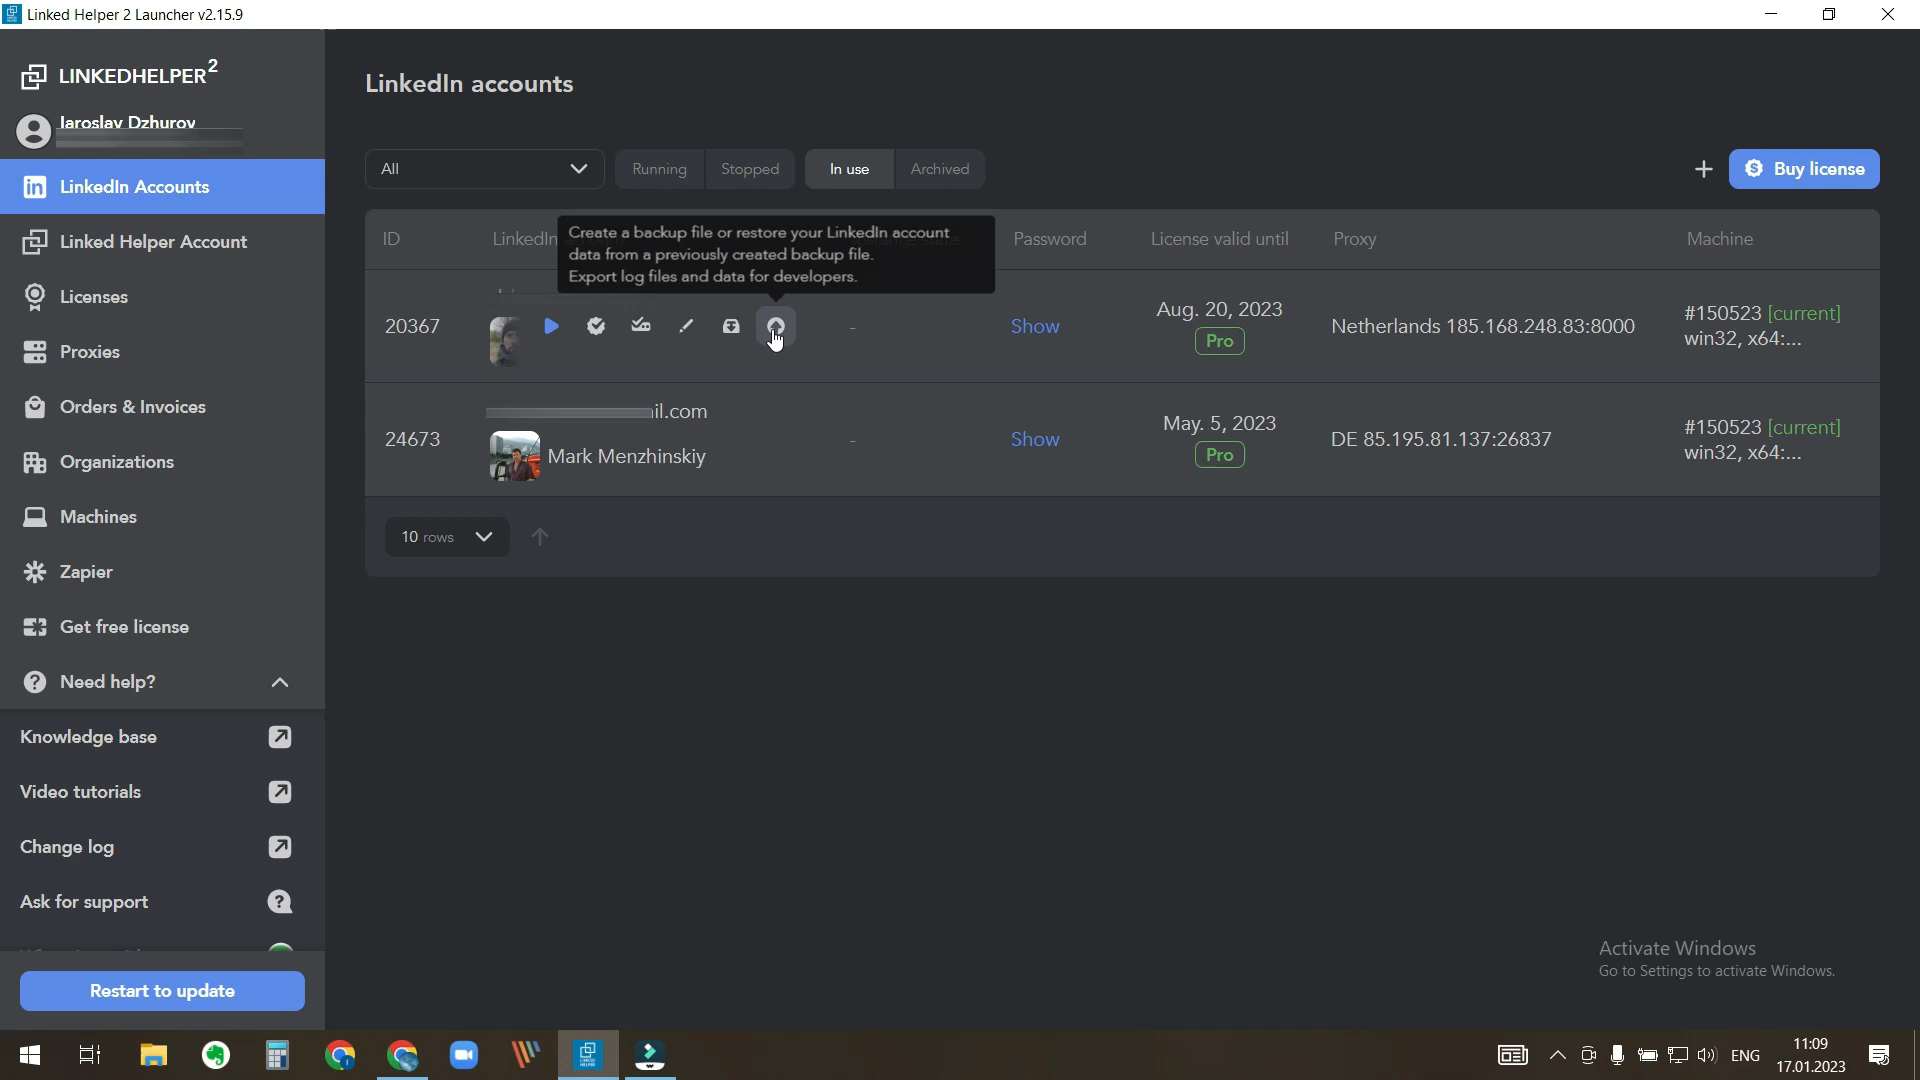 Linked Helper 2 Launcher v2.15.9
LINKEDHELPER2
Iaroslav Dzhurov
LinkedIn Accounts
Linked Helper Account
Licenses
Proxies
Orders & Invoices
Organizations
Machines
Zapier
Get free license
Need help?
Knowledge base
Video tutorials
Change log
Ask for support
Restart to update
LinkedIn accounts
All
Running
Stopped
In use
Archived
Buy license
ID
LinkedIn
Password
License valid until
Proxy
Machine
Create a backup file or restore your LinkedIn account
data from a previously created backup file.
Export log files and data for developers.
20367
-
Show
Aug. 20, 2023
Pro
Netherlands 185.168.248.83:8000
#150523 [current]
win32, x64:...
24673
il.com
Mark Menzhinskiy
-
Show
May. 5, 2023
Pro
DE 85.195.81.137:26837
#150523 [current]
win32, x64:...
10 rows
Activate Windows
Go to Settings to activate Windows.
ENG
11:09
17.01.2023